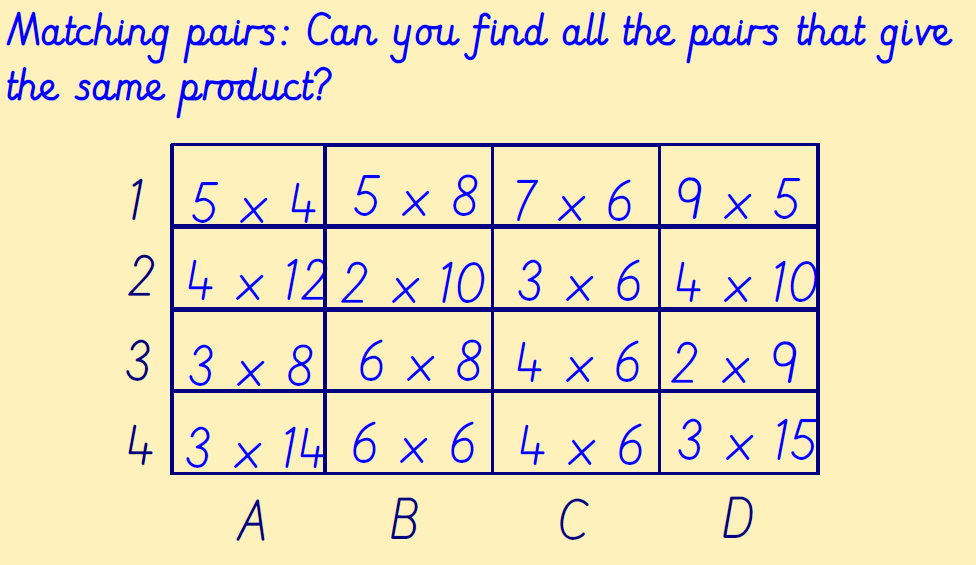 Matching pairs: Can you find all the pairs that give
the same product?
1 5 x 4 5 x 8 7 x 6 9 x 5
2 4 x 12 2 x 10 3 x 6 4 x 10
3 3 x 8 6 x 8 4 x 6 2 x 9
4 3 x 14 6 x 6 4 x 6 3 x 15
A B C D